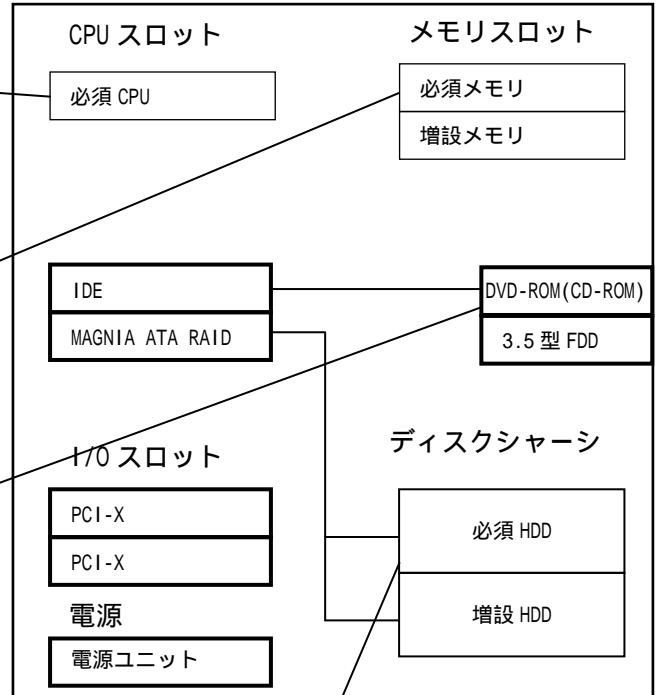 CPU スロット
メモリスロット
必須 CPU
必須メモリ
増設メモリ
IDE
DVD-ROM(CD-ROM)
MAGNIA ATA RAID
3.5 型 FDD
I/O スロット
ディスクシャーシ
PCI-X
必須 HDD
PCI-X
電源
増設 HDD
電源ユニット